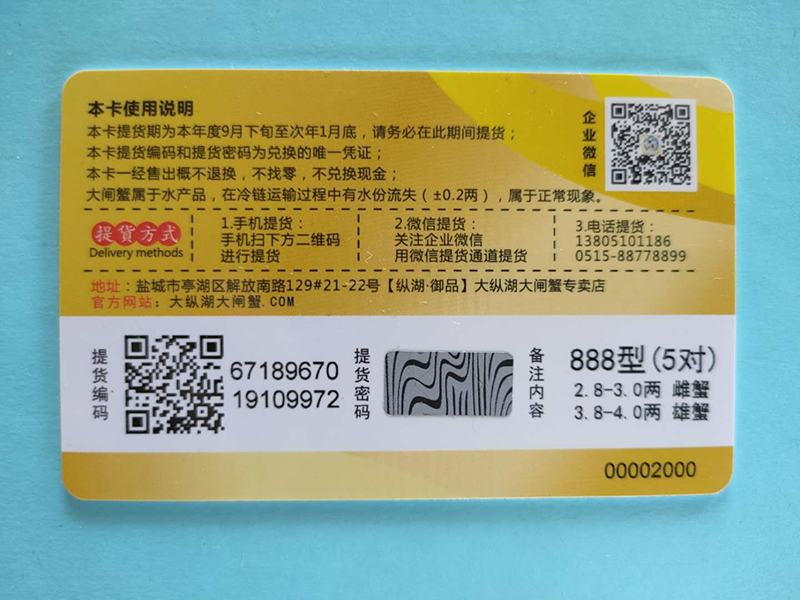 本卡使用说明
本卡提货期为本年度9月下旬至次年1月底，请务必在此期间提货；
本卡提货编码和提货密码为兑换的唯一凭证；
本卡一经售出概不退换，不找零，不兑换现金；
大闸蟹属于水产品，在冷链运输过程中有水份流失（±0.2两），属于正常现象。
企业微信
提貨方式
Delivery methods
1.手机提货：
手机扫下方二维码
进行提货
2.微信提货：
关注企业微信
用微信提货通道提货
3.电话提货：
13805101186
0515-88778899
地址：盐城市亭湖区解放南路129#21-22号【纵湖·御品】大纵湖大闸蟹专卖店
官方网站：大纵湖大闸蟹.COM
提货编码
67189670
19109972
提货密码
备注内容
888型(5对)
2.8-3.0两 雌蟹
3.8-4.0两 雄蟹
00002000